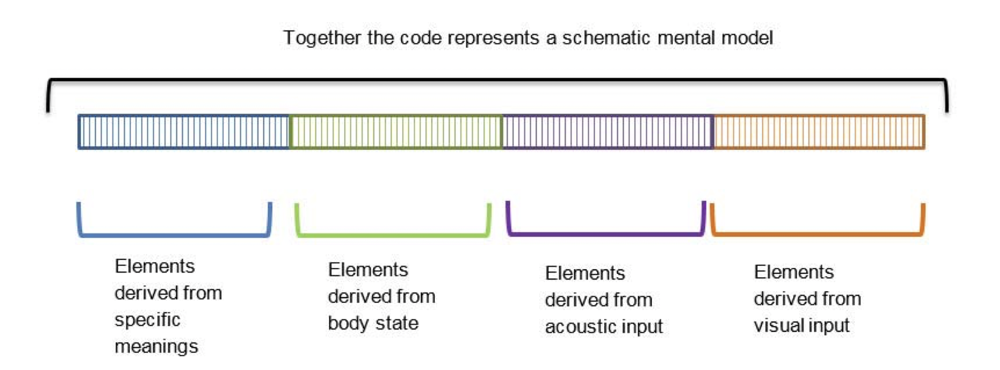 Together the code represents a schematic mental model
Elements
derived from
specific
meanings
Elements
derived from
body state
Elements
derived from
acoustic input
Elements
derived from
visual input